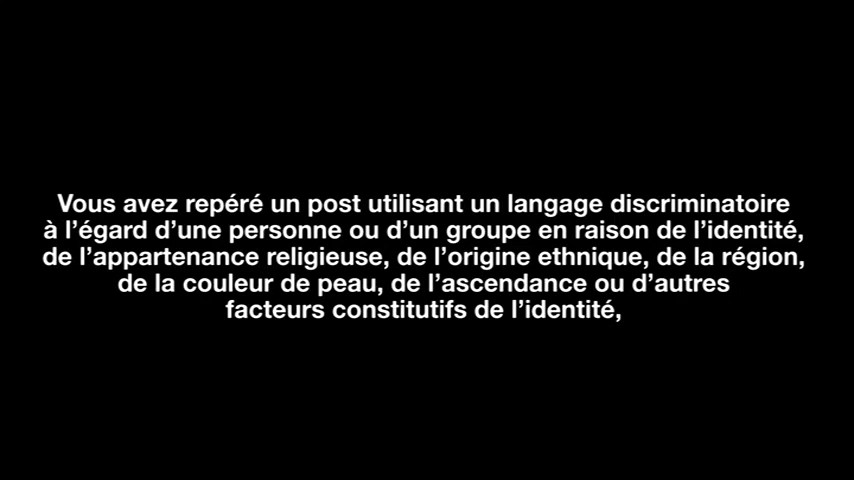 Vous avez repéré un post utilisant un langage discriminatoire
à l’égard d’une personne ou d’un groupe en raison de l’identité,
de l’appartenance religieuse, de l’origine ethnique, de la région,
de la couleur de peau, de l’ascendance ou d’autres
facteurs constitutifs de l’identité,